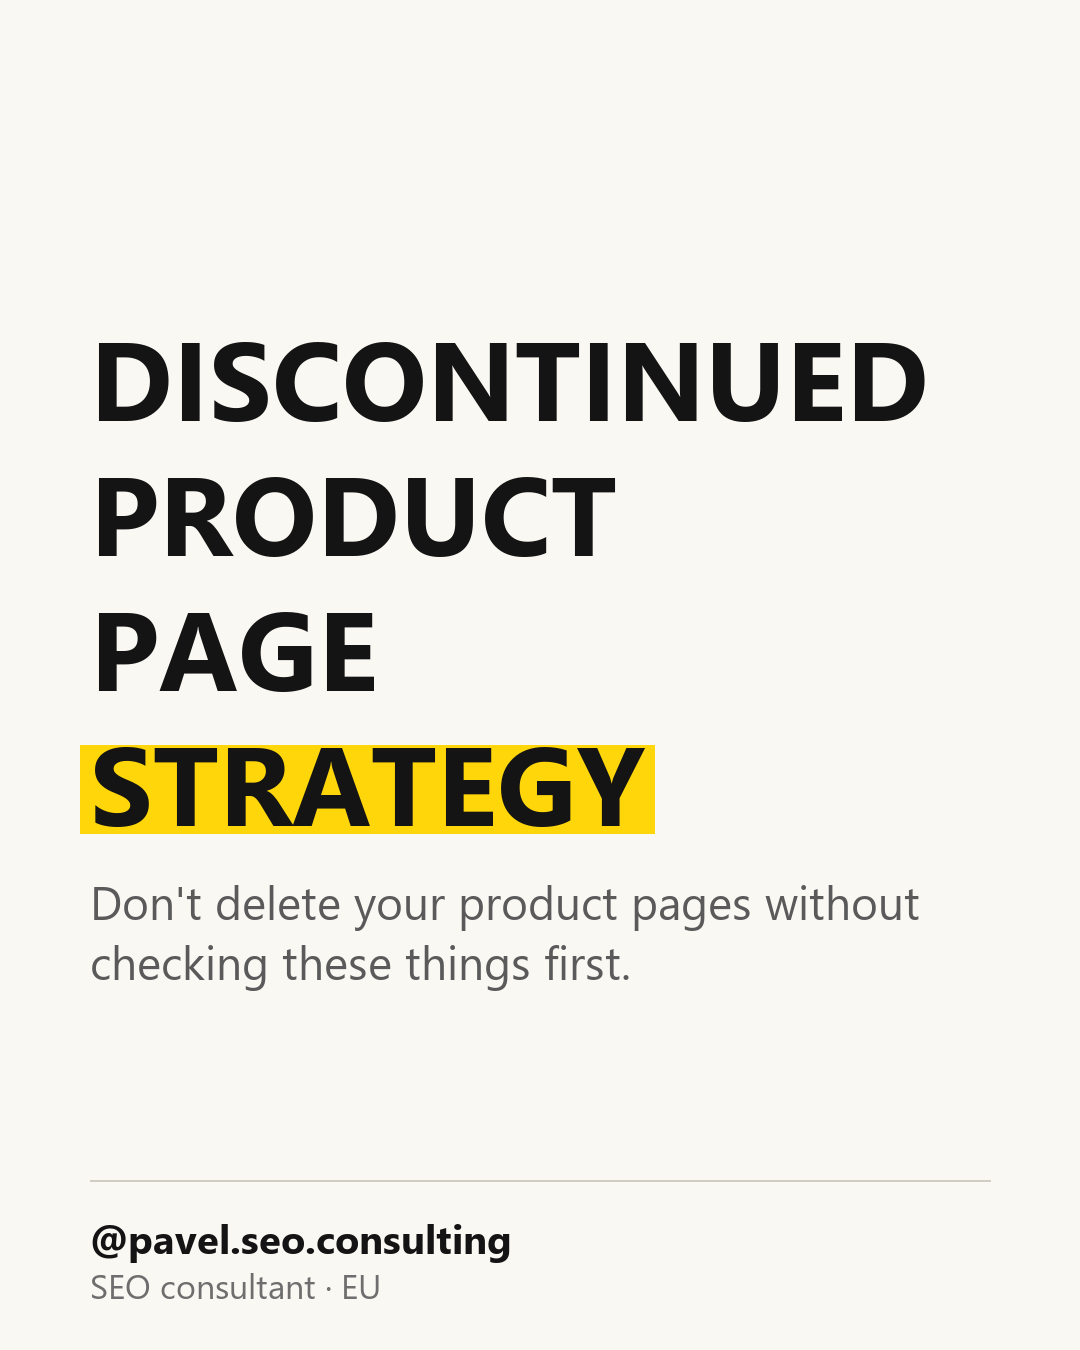 DISCONTINUED
PRODUCT
PAGE
STRATEGY
Don't delete your product pages without
checking these things first.
@pavel.seo.consulting
SEO consultant · EU